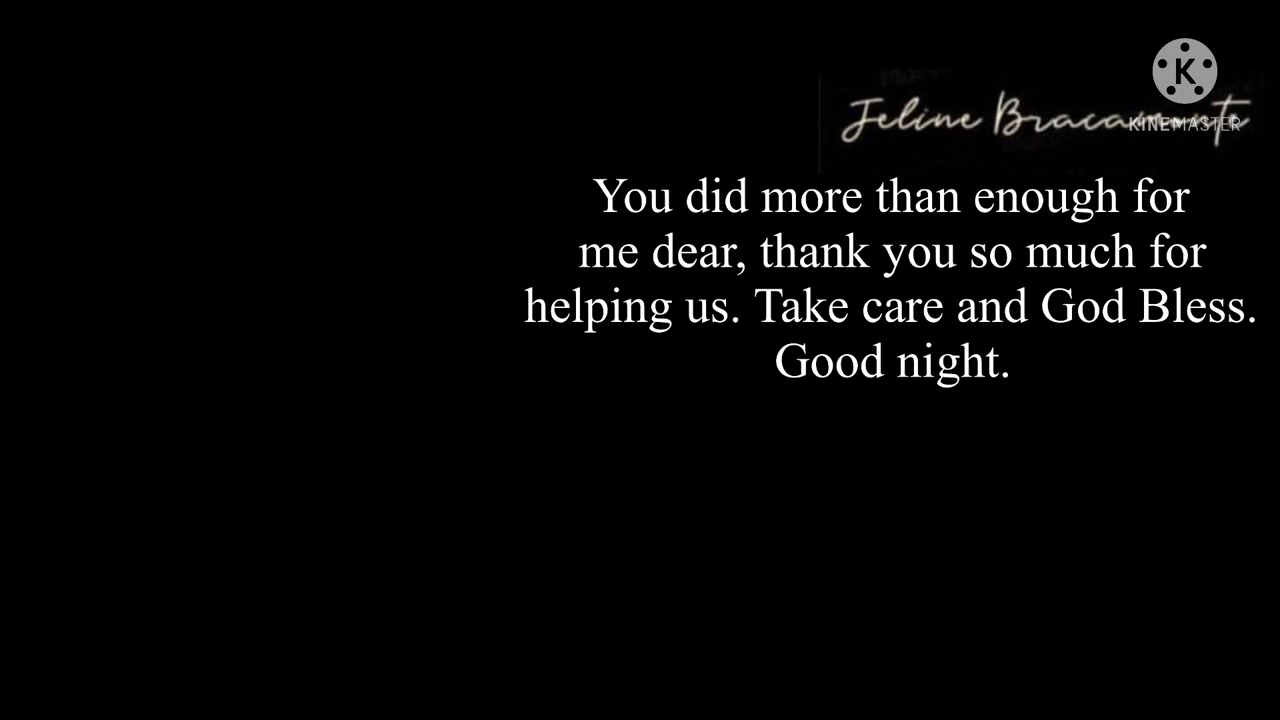 K
Jeline
KINEMASTER
You did more than enough for
me dear, thank you so much for
helping us. Take care and God Bless.
Good night.